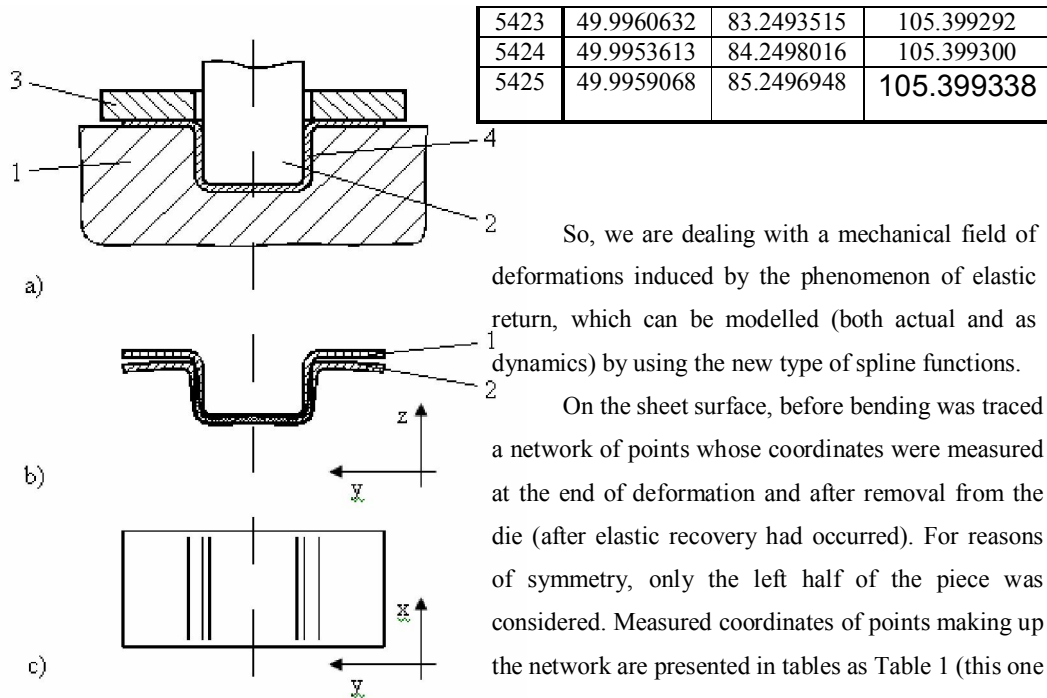 5423 49.9960632 83.2493515 105.399292
5424 49.9953613 84.2498016 105.399300
5425 49.9959068 85.2496948 105.399338
3
4
1
2
a)
1
2
z
y
b)
x
y
c)
So, we are dealing with a mechanical field of
deformations induced by the phenomenon of elastic
return, which can be modelled (both actual and as
dynamics) by using the new type of spline functions.
On the sheet surface, before bending was traced
a network of points whose coordinates were measured
at the end of deformation and after removal from the
die (after elastic recovery had occurred). For reasons
of symmetry, only the left half of the piece was
considered. Measured coordinates of points making up
the network are presented in tables as Table 1 (this one